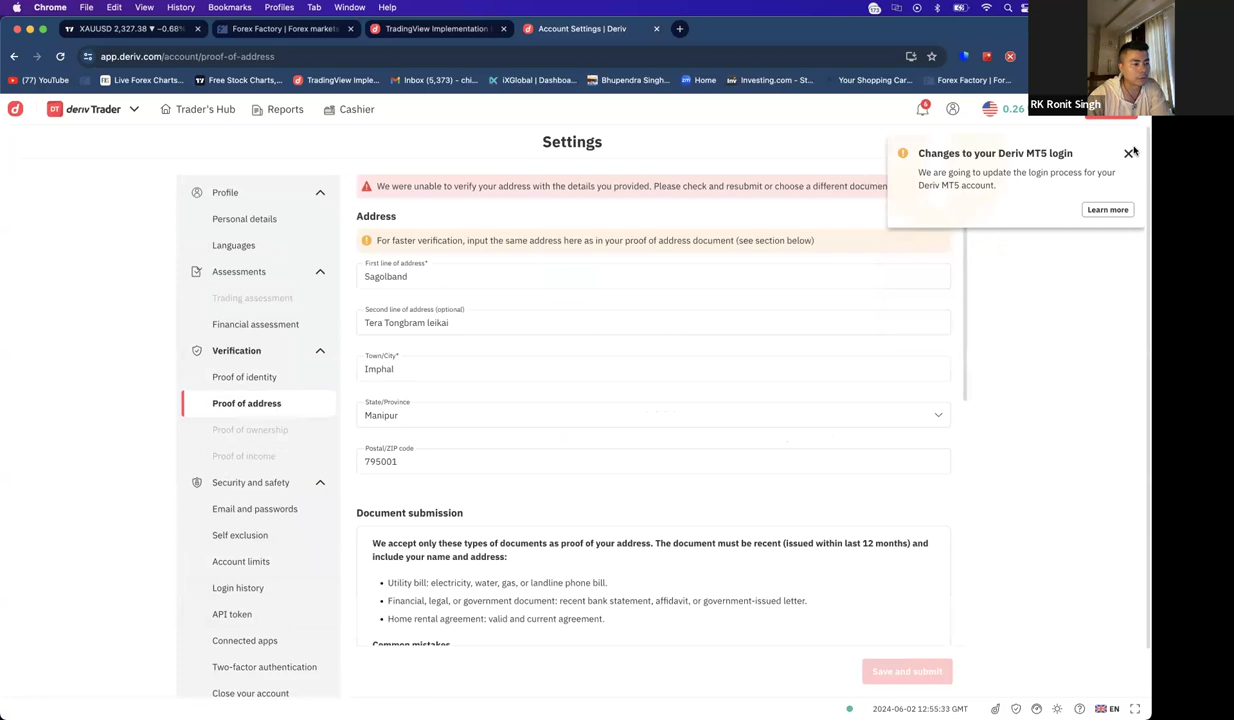 Chrome File Edit View History Bookmarks Profiles Tab Window Help
XAUUSD 2,327.38 ▼ −0.68%
Forex Factory | Forex markets
TradingView Implementation
Account Settings | Deriv
app.deriv.com/account/proof-of-address
(77) YouTube
Live Forex Charts...
Free Stock Charts,...
TradingView Imple...
Inbox (5,373) - chi...
iXGlobal | Dashboa...
Bhupendra Singh...
Home
Investing.com - St...
Your Shopping Car...
Forex Factory | For...
RK Ronit Singh
deriv Trader
Trader's Hub
Reports
Cashier
6
0.26
Settings
Changes to your Deriv MT5 login
We are going to update the login process for your
Deriv MT5 account.
Learn more
Profile
Personal details
Languages
Assessments
Trading assessment
Financial assessment
Verification
Proof of identity
Proof of address
Proof of ownership
Proof of income
Security and safety
Email and passwords
Self exclusion
Account limits
Login history
API token
Connected apps
Two-factor authentication
Close your account
We were unable to verify your address with the details you provided. Please check and resubmit or choose a different documen
Address
For faster verification, input the same address here as in your proof of address document (see section below)
First line of address*
Sagolband
Second line of address (optional)
Tera Tongbram leikai
Town/City*
Imphal
State/Province
Manipur
Postal/ZIP code
795001
Document submission
We accept only these types of documents as proof of your address. The document must be recent (issued within last 12 months) and
include your name and address:
• Utility bill: electricity, water, gas, or landline phone bill.
• Financial, legal, or government document: recent bank statement, affidavit, or government-issued letter.
• Home rental agreement: valid and current agreement.
Common mistakes
Save and submit
2024-06-02 12:55:33 GMT
EN